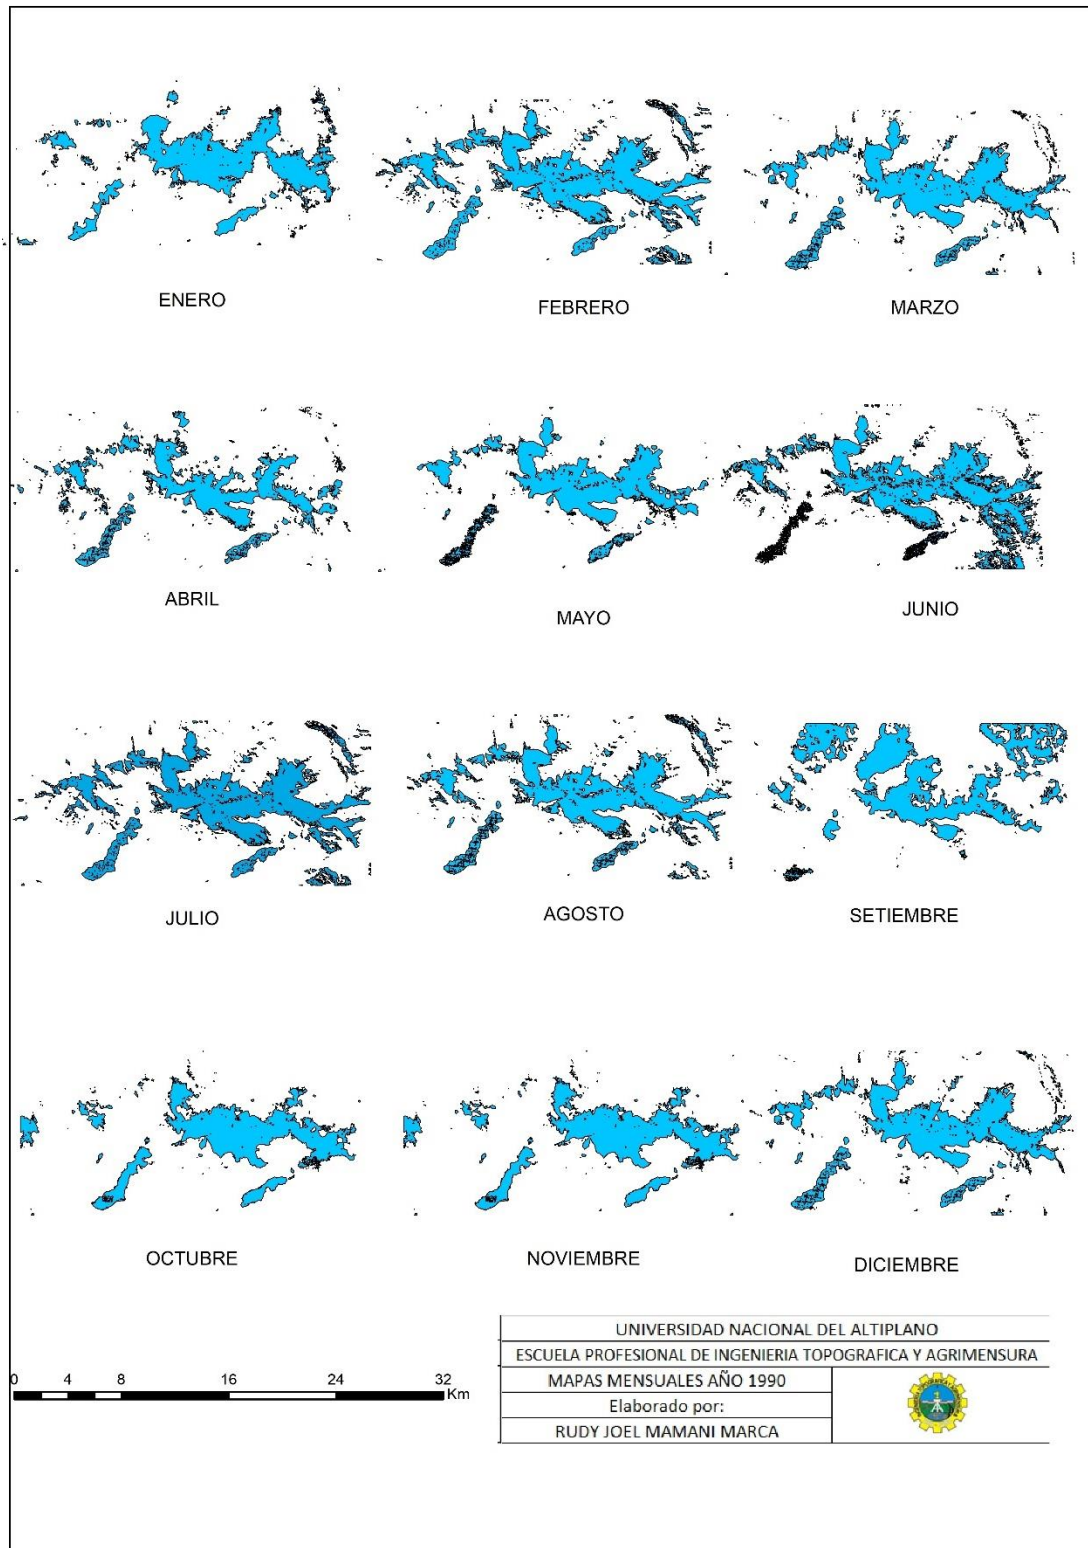 ENERO
FEBRERO
MARZO
ABRIL
MAYO
JUNIO
JULIO
AGOSTO
SETIEMBRE
OCTUBRE
NOVIEMBRE
DICIEMBRE
0 4 8 16 24 32
Km
UNIVERSIDAD NACIONAL DEL ALTIPLANO
ESCUELA PROFESIONAL DE INGENIERIA TOPOGRAFICA Y AGRIMENSURA
MAPAS MENSUALES AÑO 1990
Elaborado por:
RUDY JOEL MAMANI MARCA